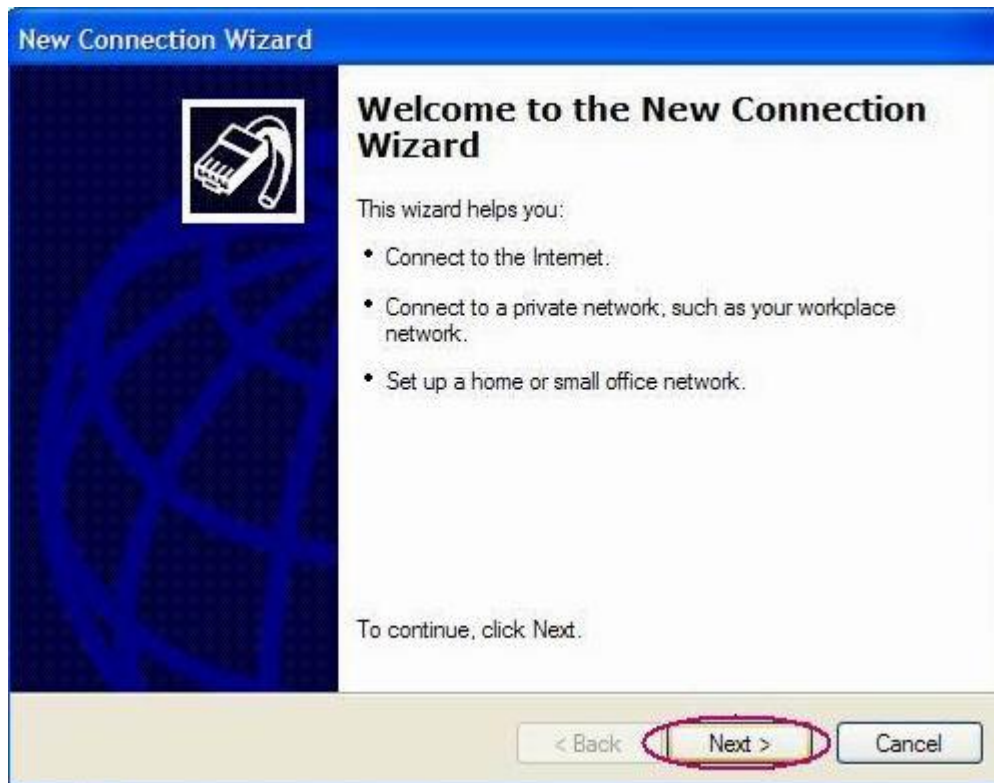 New Connection Wizard
Welcome to the New Connection
Wizard
This wizard helps you:
• Connect to the Internet.
• Connect to a private network, such as your workplace
network.
• Set up a home or small office network.
To continue, click Next.
< Back
Next >
Cancel